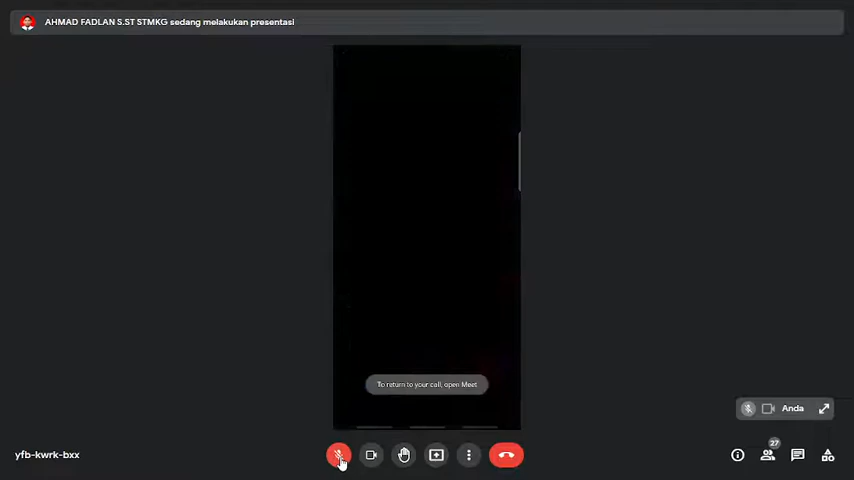 AHMAD FADLAN S.ST STMKG sedang melakukan presentasi
To return to your call, open Meet
Anda
27
yfb-kwrk-bxx